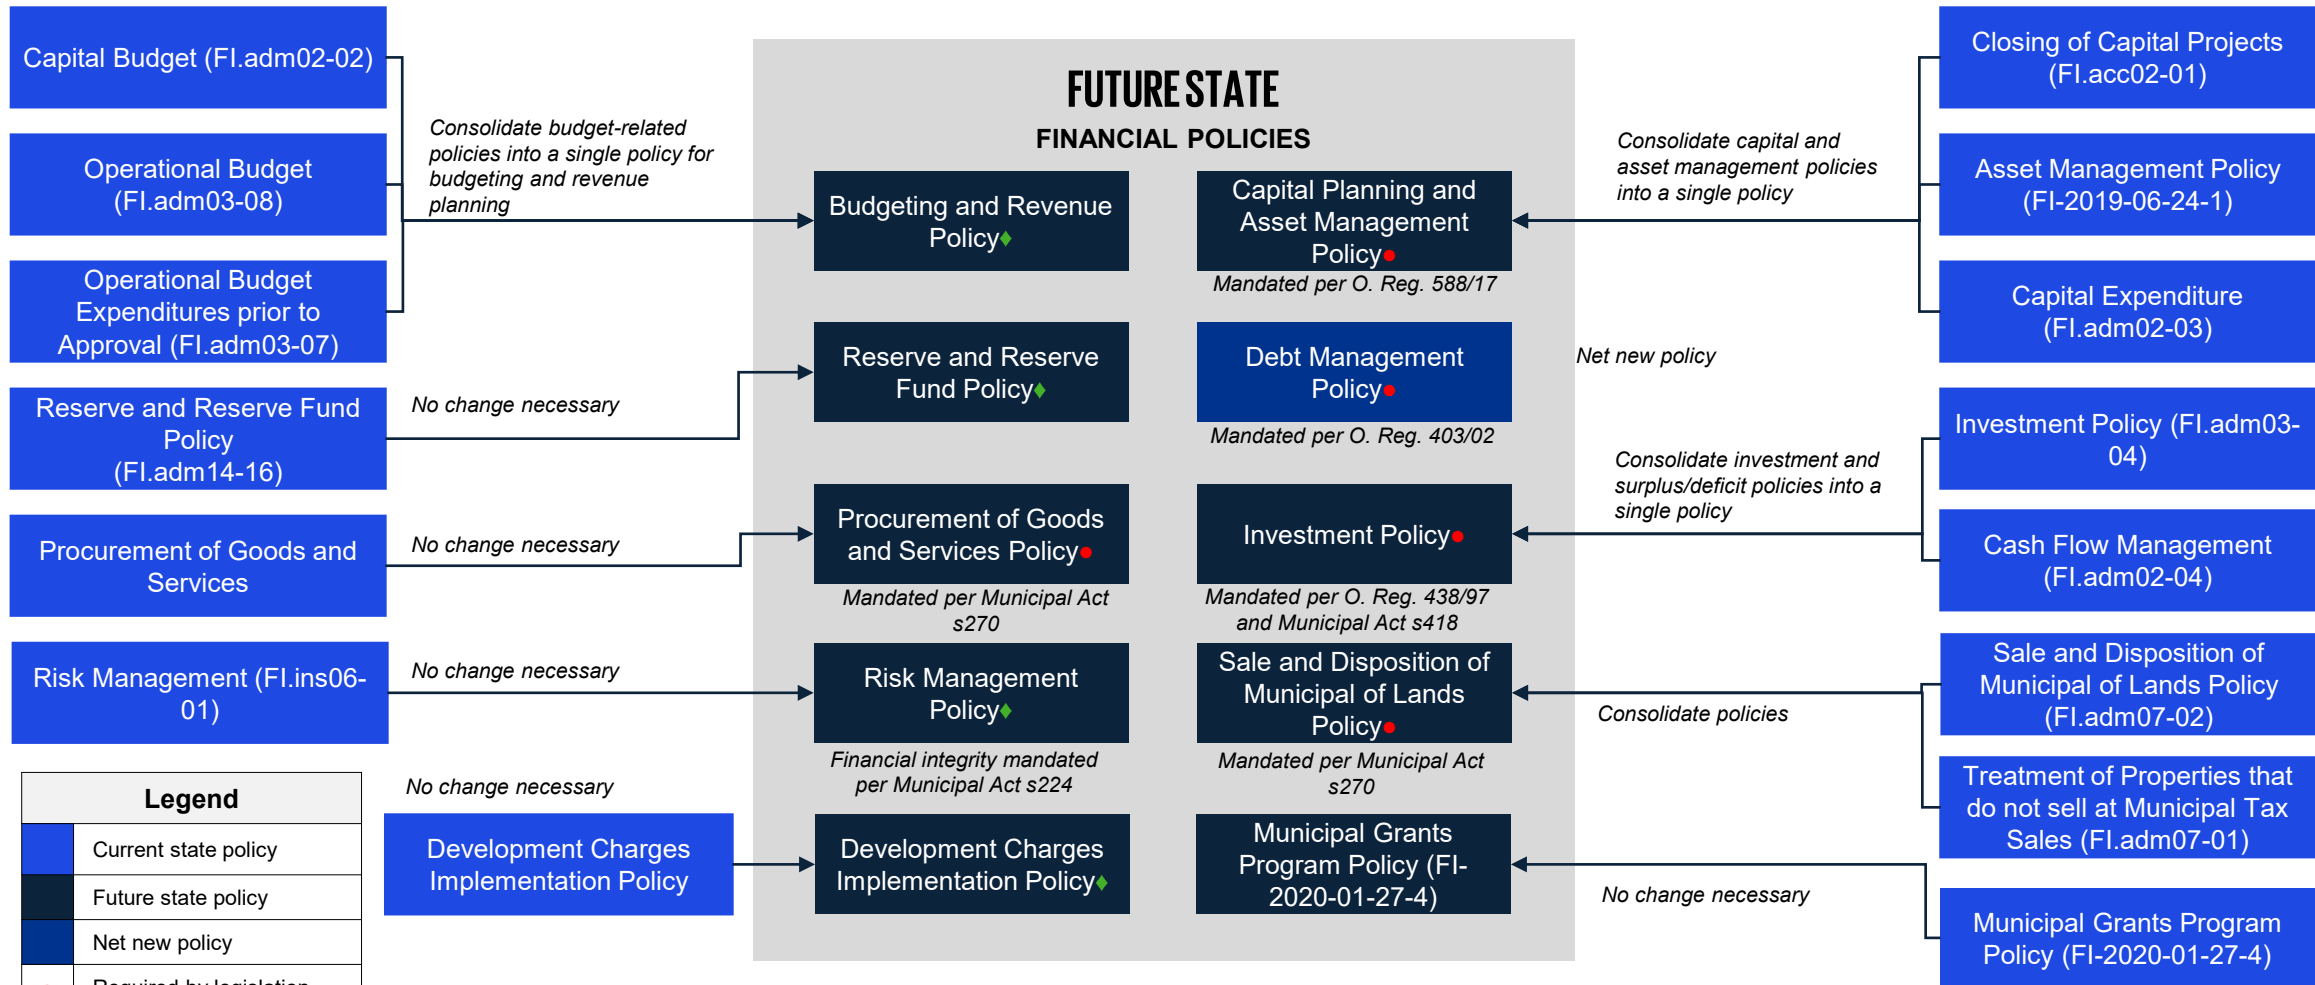 Capital Budget (FI.adm02-02)
Operational Budget
(FI.adm03-08)
Operational Budget
Expenditures prior to
Approval (FI.adm03-07)
Reserve and Reserve Fund
Policy
(FI.adm14-16)
Procurement of Goods and
Services
Risk Management (FI.ins06-
01)
Consolidate budget-related
policies into a single policy for
budgeting and revenue
planning
No change necessary
No change necessary
No change necessary
No change necessary
Development Charges
Implementation Policy
Legend
Current state policy
Future state policy
Net new policy
Required by legislation
FUTURE STATE
FINANCIAL POLICIES
Budgeting and Revenue
Policy♦
Reserve and Reserve
Fund Policy♦
Procurement of Goods
and Services Policy●
Mandated per Municipal Act
s270
Risk Management
Policy♦
Financial integrity mandated
per Municipal Act s224
Development Charges
Implementation Policy♦
Capital Planning and
Asset Management
Policy●
Mandated per O. Reg. 588/17
Debt Management
Policy●
Mandated per O. Reg. 403/02
Investment Policy●
Mandated per O. Reg. 438/97
and Municipal Act s418
Sale and Disposition of
Municipal of Lands
Policy●
Mandated per Municipal Act
s270
Municipal Grants
Program Policy (FI-
2020-01-27-4)
Consolidate capital and
asset management policies
into a single policy
Net new policy
Consolidate investment and
surplus/deficit policies into a
single policy
Consolidate policies
No change necessary
Closing of Capital Projects
(FI.acc02-01)
Asset Management Policy
(FI-2019-06-24-1)
Capital Expenditure
(FI.adm02-03)
Investment Policy (FI.adm03-
04)
Cash Flow Management
(FI.adm02-04)
Sale and Disposition of
Municipal of Lands Policy
(FI.adm07-02)
Treatment of Properties that
do not sell at Municipal Tax
Sales (FI.adm07-01)
Municipal Grants Program
Policy (FI-2020-01-27-4)